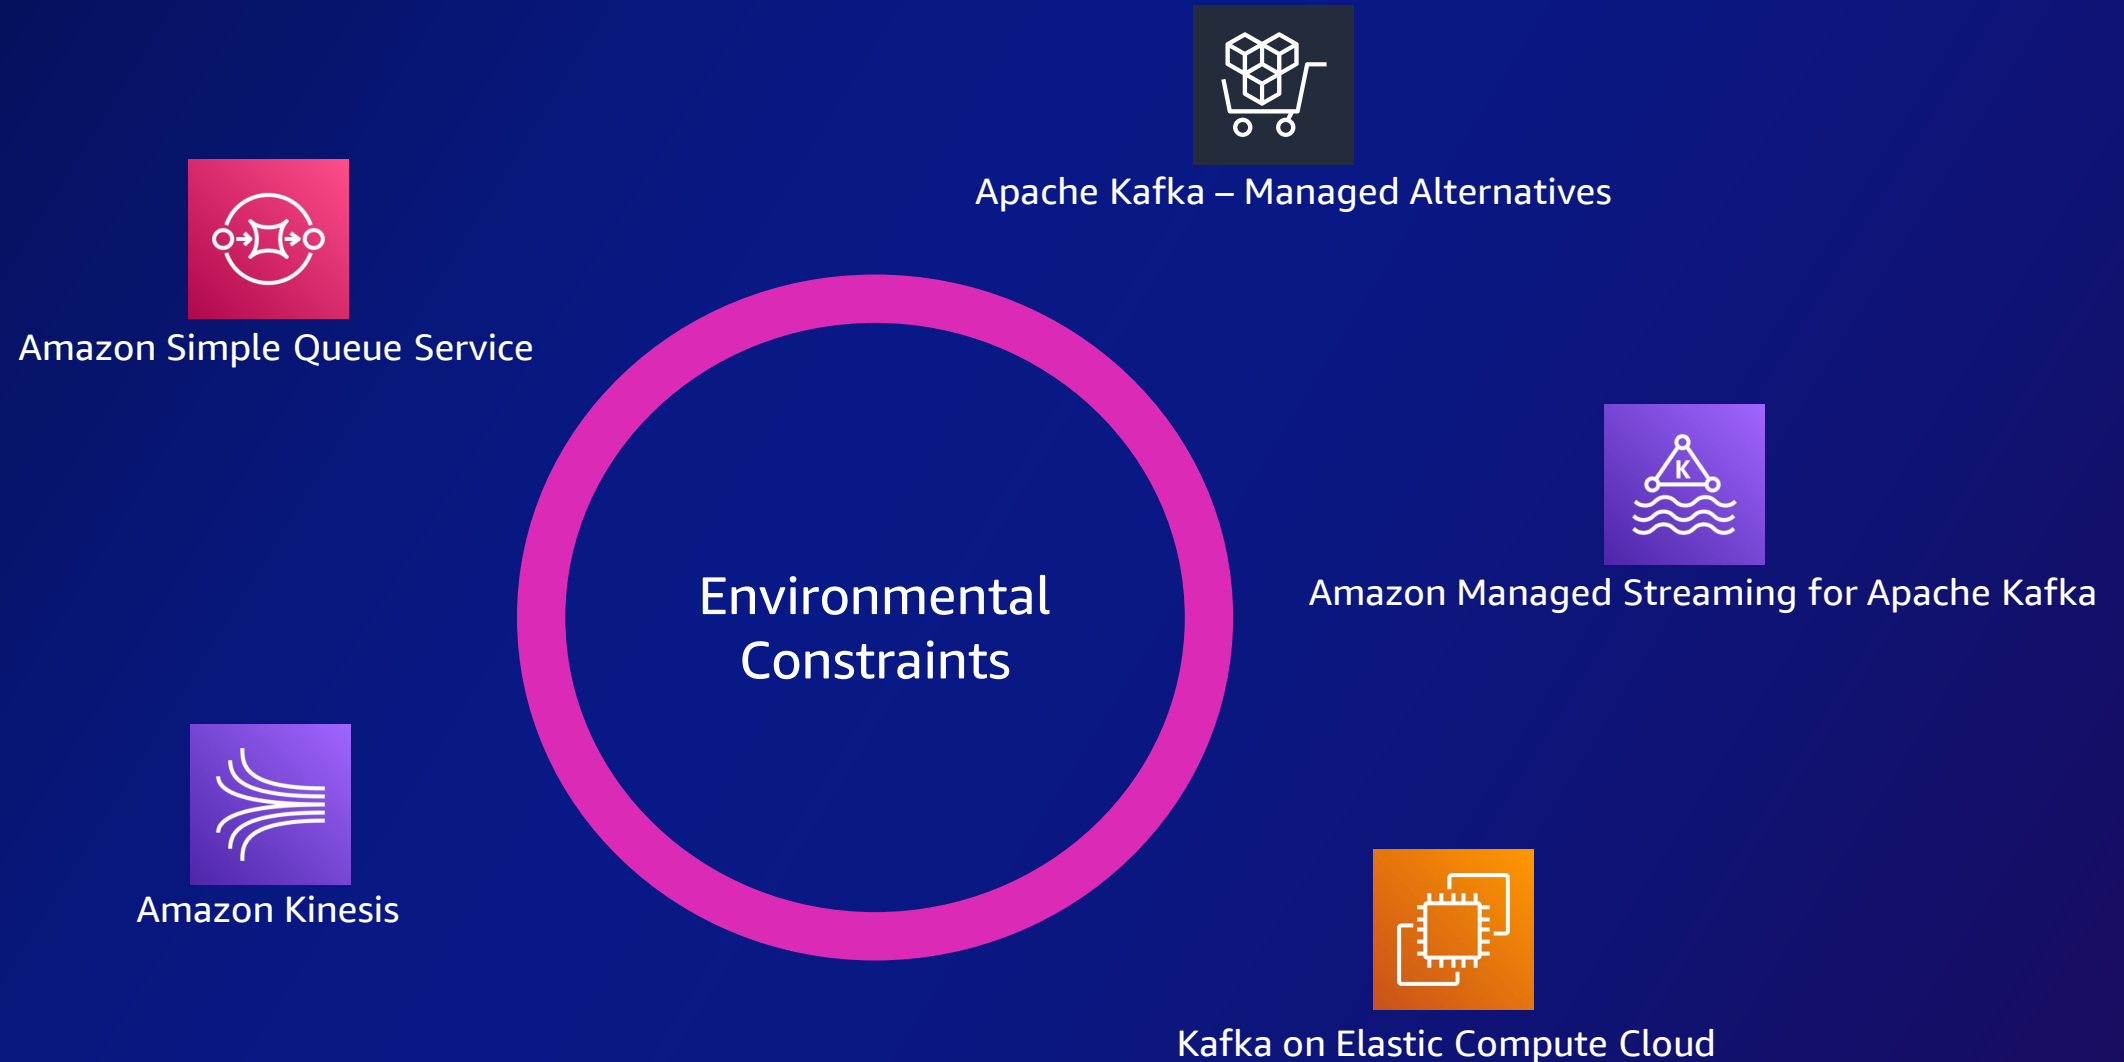 Apache Kafka – Managed Alternatives
Amazon Simple Queue Service
K
Amazon Managed Streaming for Apache Kafka
Environmental
Constraints
Amazon Kinesis
Kafka on Elastic Compute Cloud